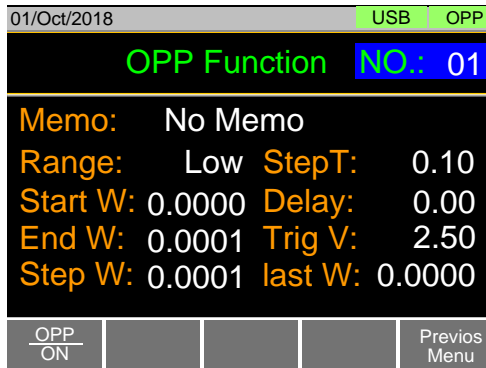 01/Oct/2018 USB OPP
OPP Function NO.: 01
Memo: No Memo
Range: Low StepT: 0.10
Start W: 0.0000 Delay: 0.00
End W: 0.0001 Trig V: 2.50
Step W: 0.0001 last W: 0.0000
OPP
ON
Previos
Menu